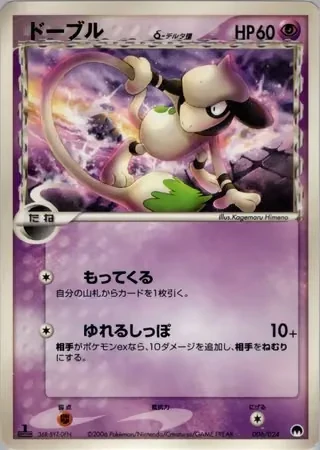 ドーブル δ-デルタ種 HP60
Illus.Kagemaru Himeno
たね
もってくる
自分の山札からカードを1枚引く。
ゆれるしっぽ 10+
相手がポケモンexなら、10ダメージを追加し、相手をねむり
にする。
弱点 抵抗力 にげる
©2006 Pokémon/Nintendo/Creatures/GAME FREAK.